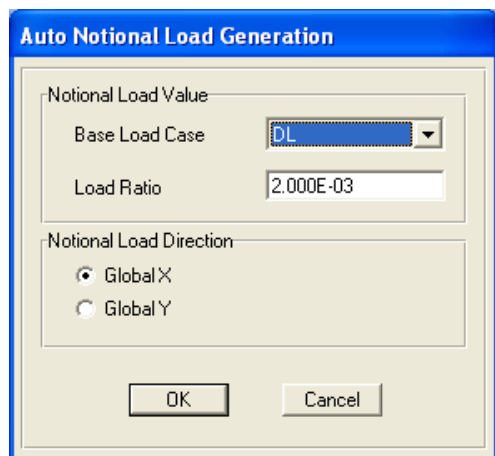 Auto Notional Load Generation
Notional Load Value
Base Load Case DL
Load Ratio 2.000E-03
Notional Load Direction
Global X
Global Y
OK Cancel